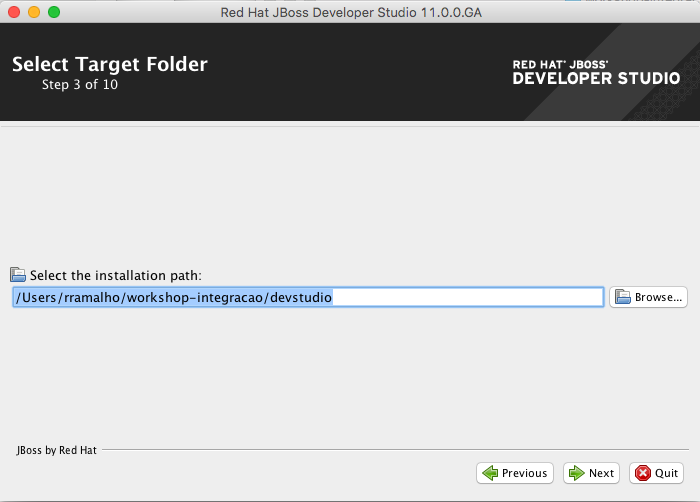 Red Hat JBoss Developer Studio 11.0.0.GA
Select Target Folder
Step 3 of 10
RED HAT® JBOSS®
DEVELOPER STUDIO
Select the installation path:
/Users/rramalho/workshop-integracao/devstudio
Browse...
JBoss by Red Hat
Previous
Next
Quit